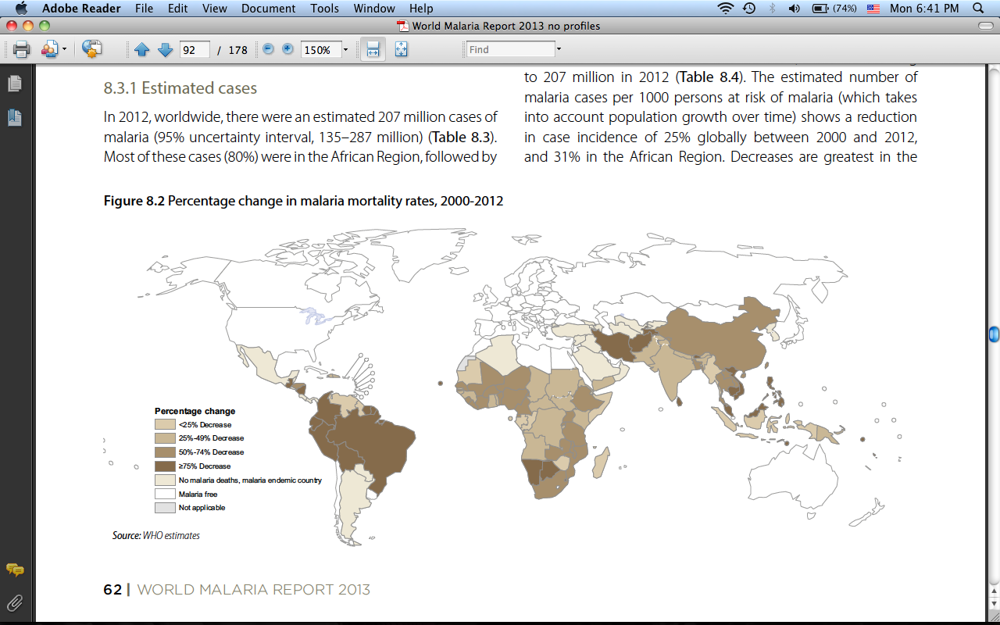 Adobe Reader File Edit View Document Tools Window Help (74%) Mon 6:41 PM
World Malaria Report 2013 no profiles
92 / 178 150% Find
8.3.1 Estimated cases
In 2012, worldwide, there were an estimated 207 million cases of
malaria (95% uncertainty interval, 135–287 million) (Table 8.3).
Most of these cases (80%) were in the African Region, followed by
to 207 million in 2012 (Table 8.4). The estimated number of
malaria cases per 1000 persons at risk of malaria (which takes
into account population growth over time) shows a reduction
in case incidence of 25% globally between 2000 and 2012,
and 31% in the African Region. Decreases are greatest in the
Figure 8.2 Percentage change in malaria mortality rates, 2000-2012
Percentage change
<25% Decrease
25%-49% Decrease
50%-74% Decrease
≥75% Decrease
No malaria deaths, malaria endemic country
Malaria free
Not applicable
Source: WHO estimates
62 | WORLD MALARIA REPORT 2013